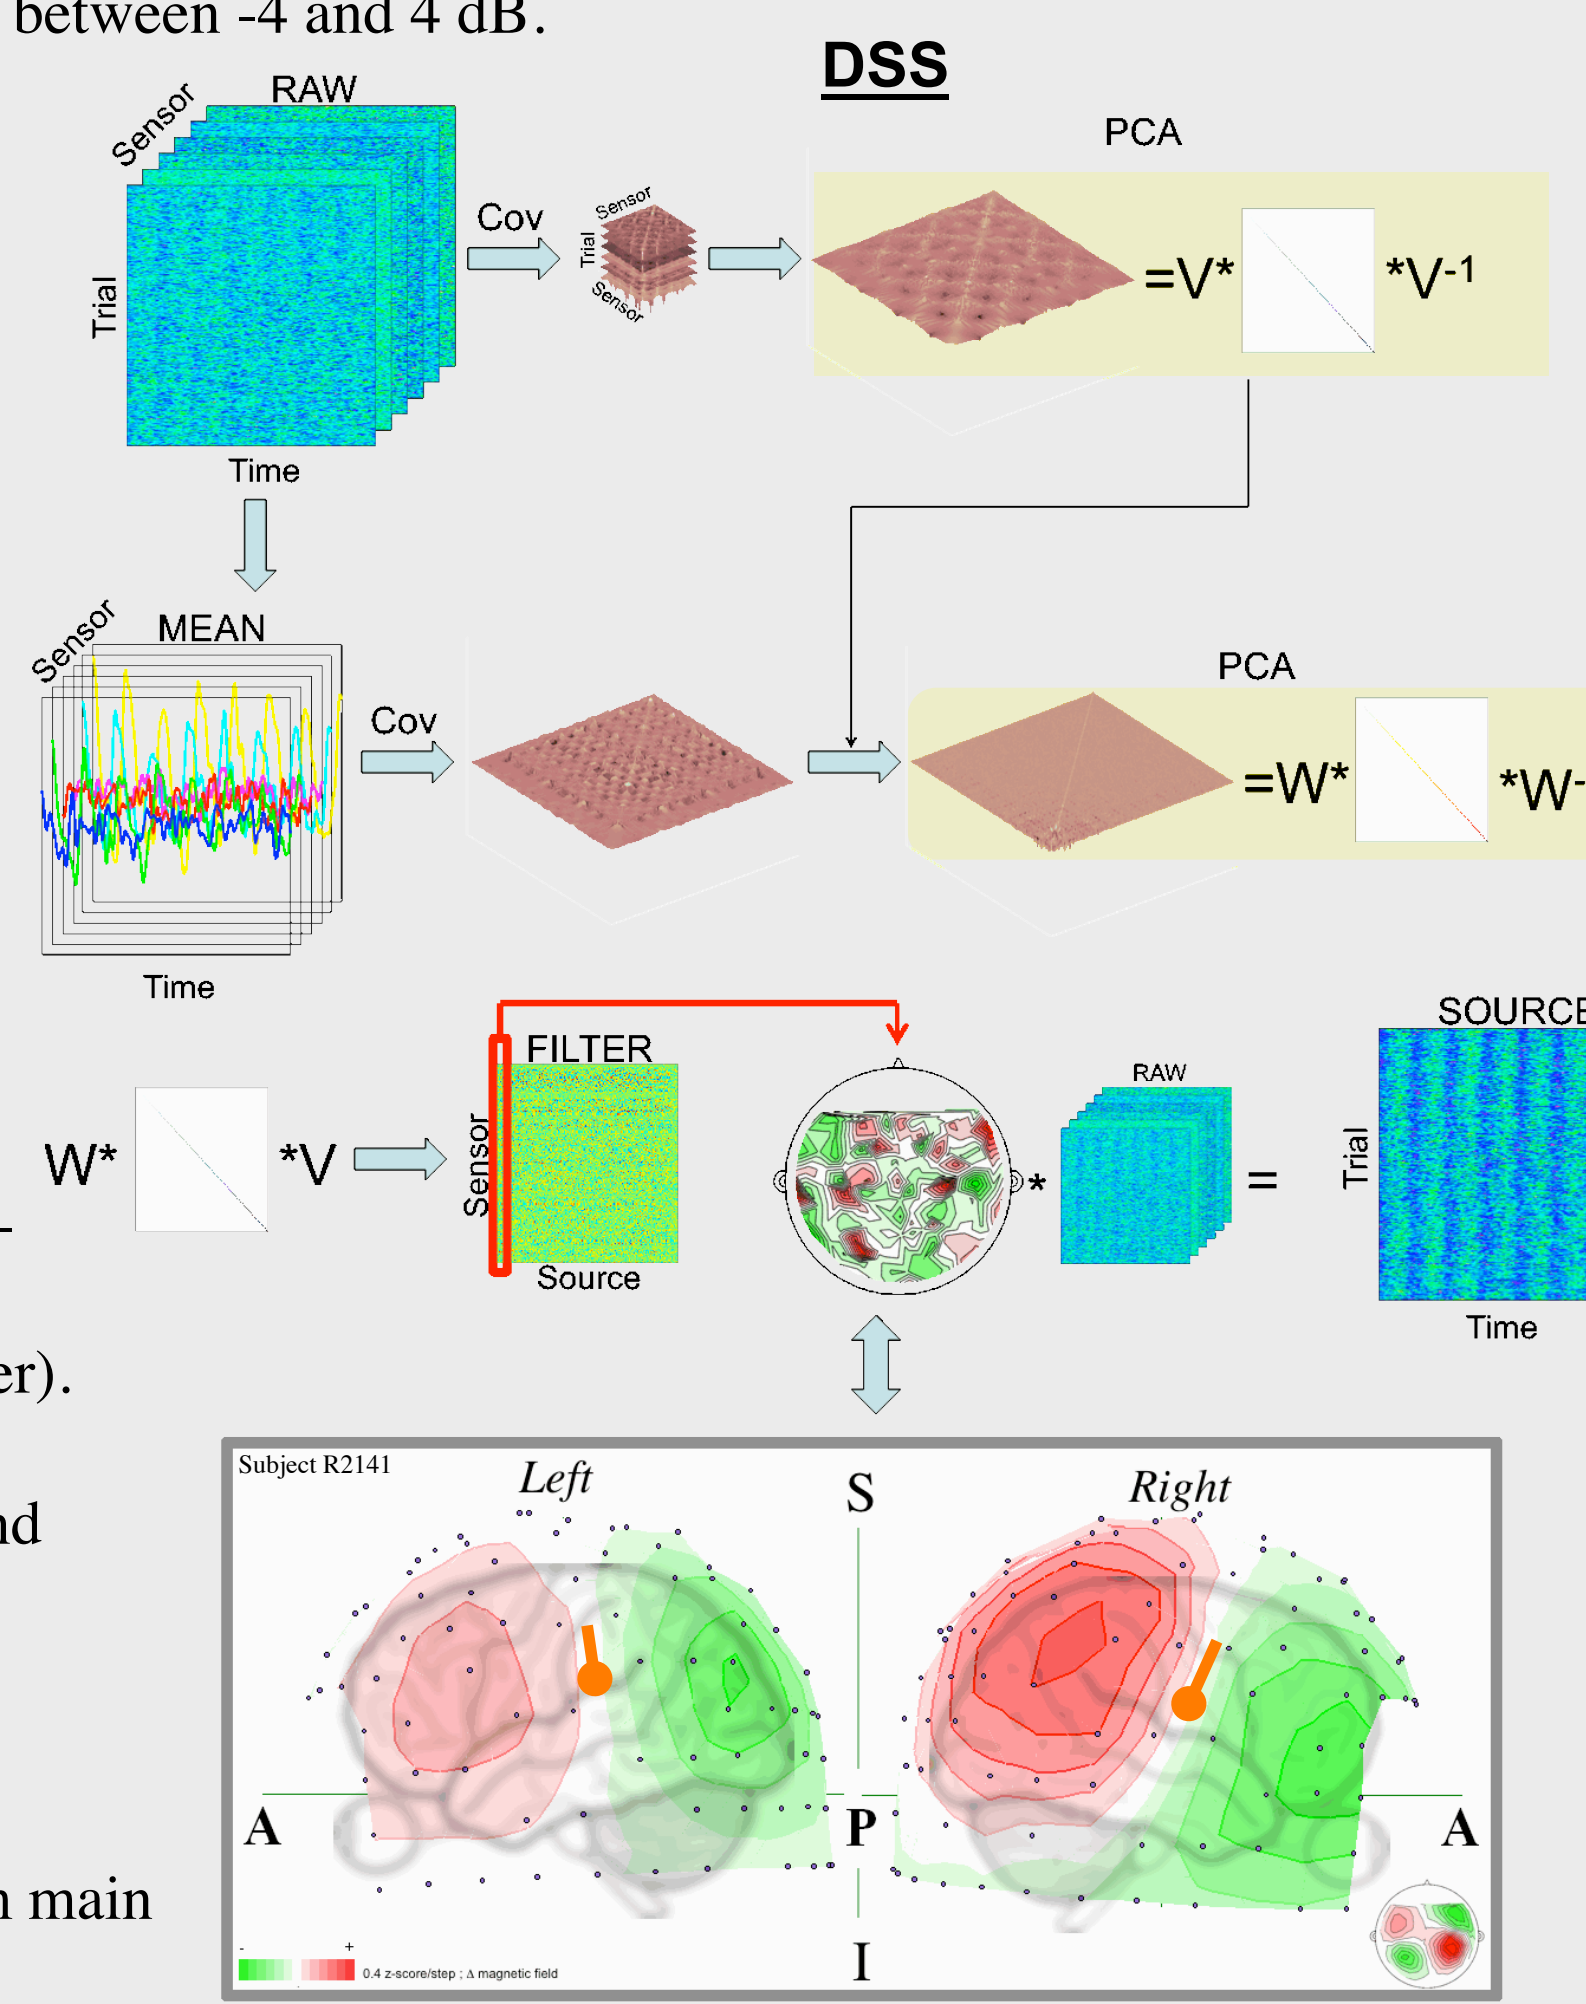 between -4 and 4 dB.
DSS
RAW
Sensor
Trial
Time
Cov
Sensor
Trial
Sensor
PCA
=V* *V-1
MEAN
Sensor
Time
Cov
PCA
=W* *W-
W* *V
FILTER
Sensor
Source
*
RAW
=
SOURCE
Trial
Time
er).
nd
n main
Subject R2141
Left
S
Right
A
P
A
I
- +
0.4 z-score/step ; Δ magnetic field